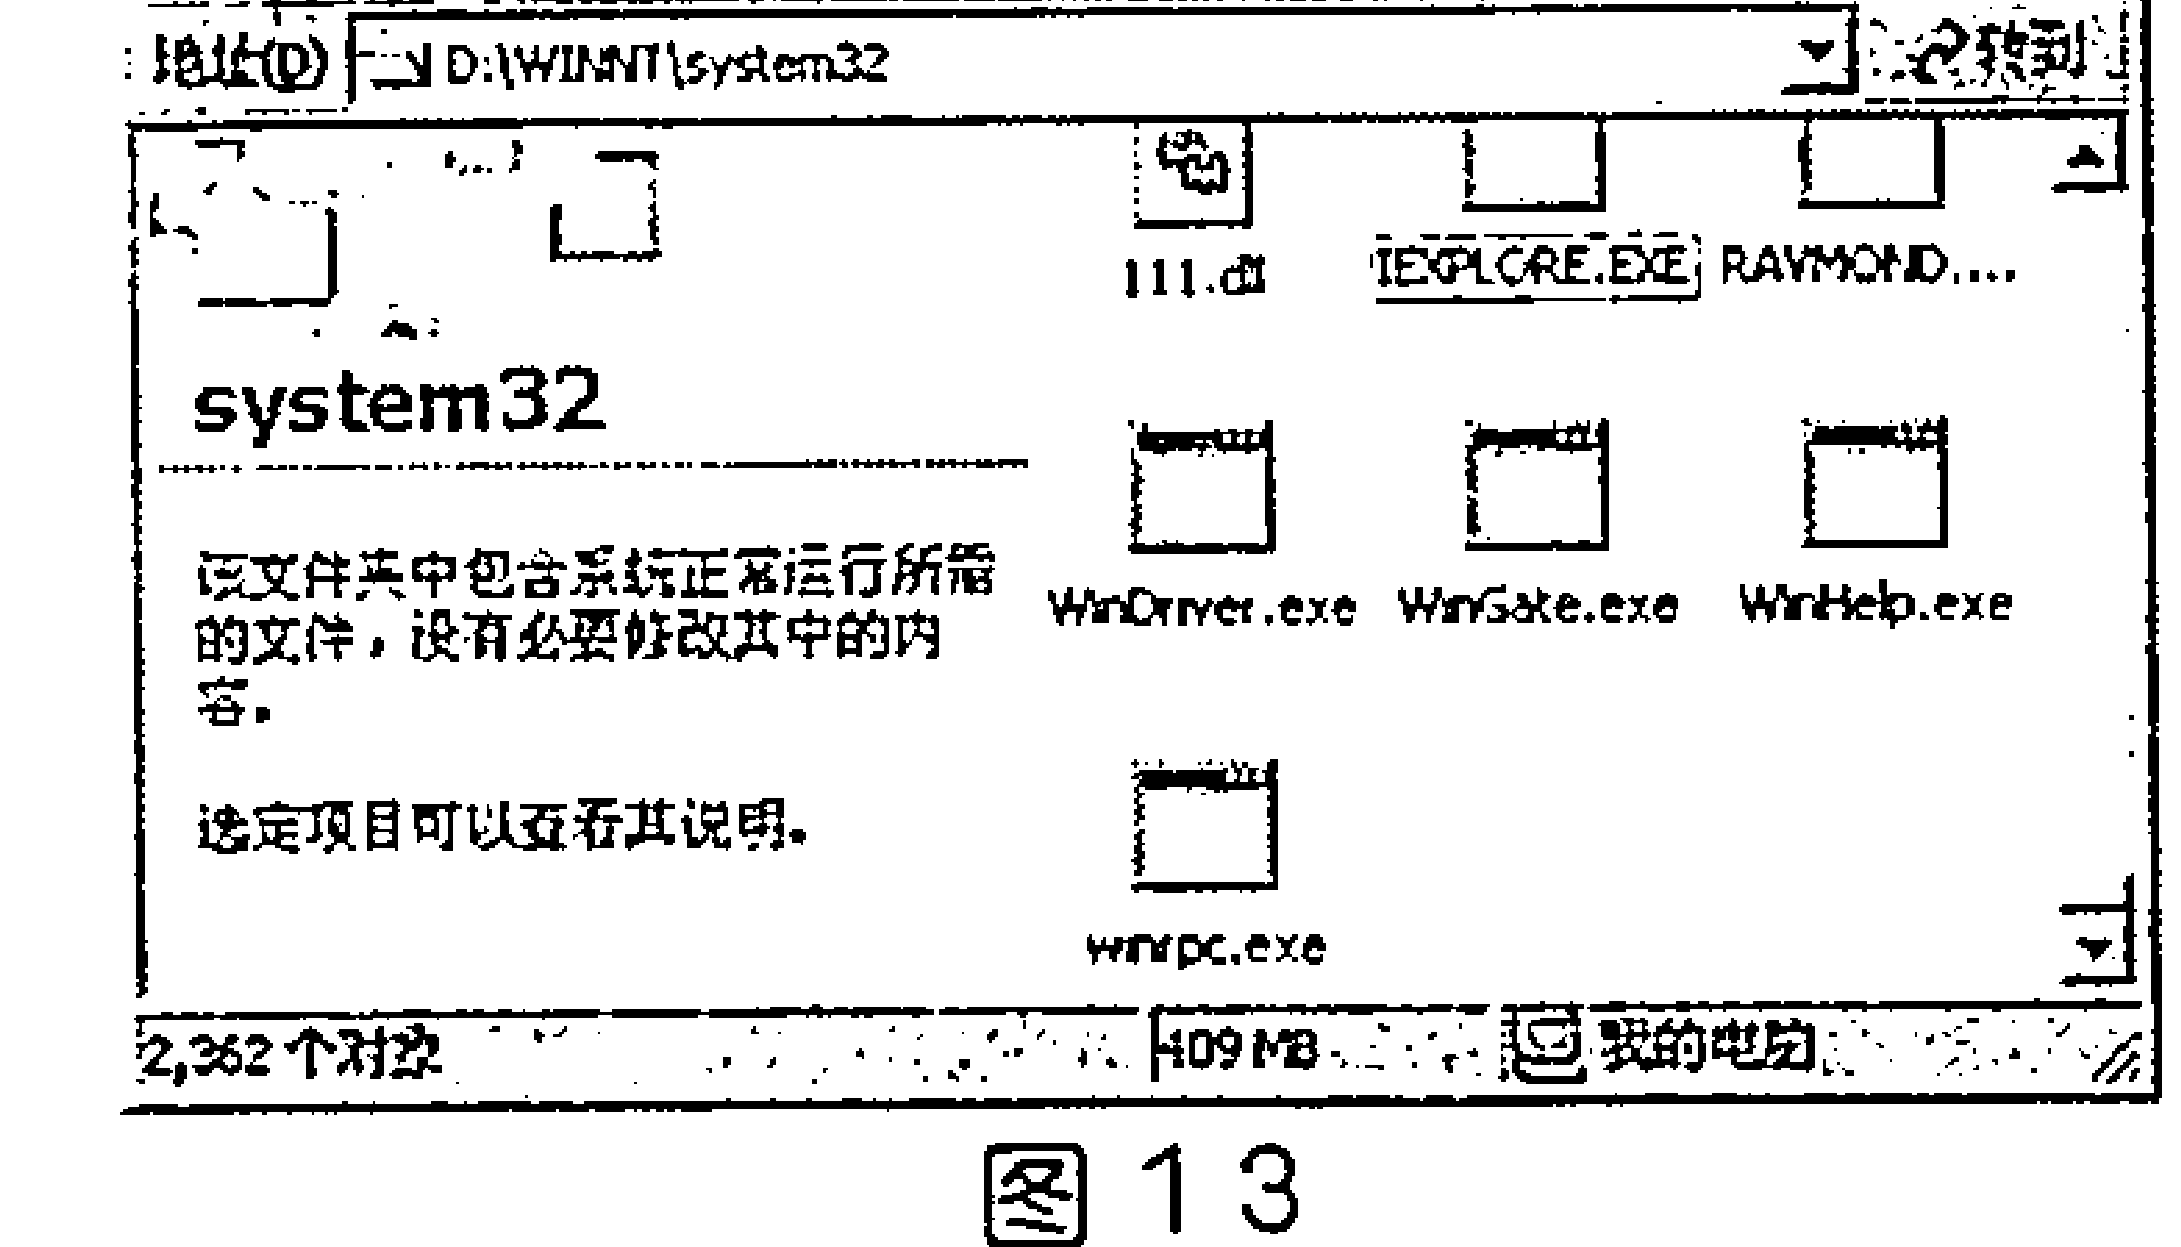 地址(D) D:\WINNT\system32 转到
111.dll IEXPLORE.EXE RAVMOND....
system32
WinDriver.exe WinGate.exe WinHelp.exe
该文件夹中包含系统正常运行所需
的文件，没有必要修改其中的内
容。
选定项目可以查看其说明。
winrpc.exe
2,362 个对象 409 MB 我的电脑
图 13